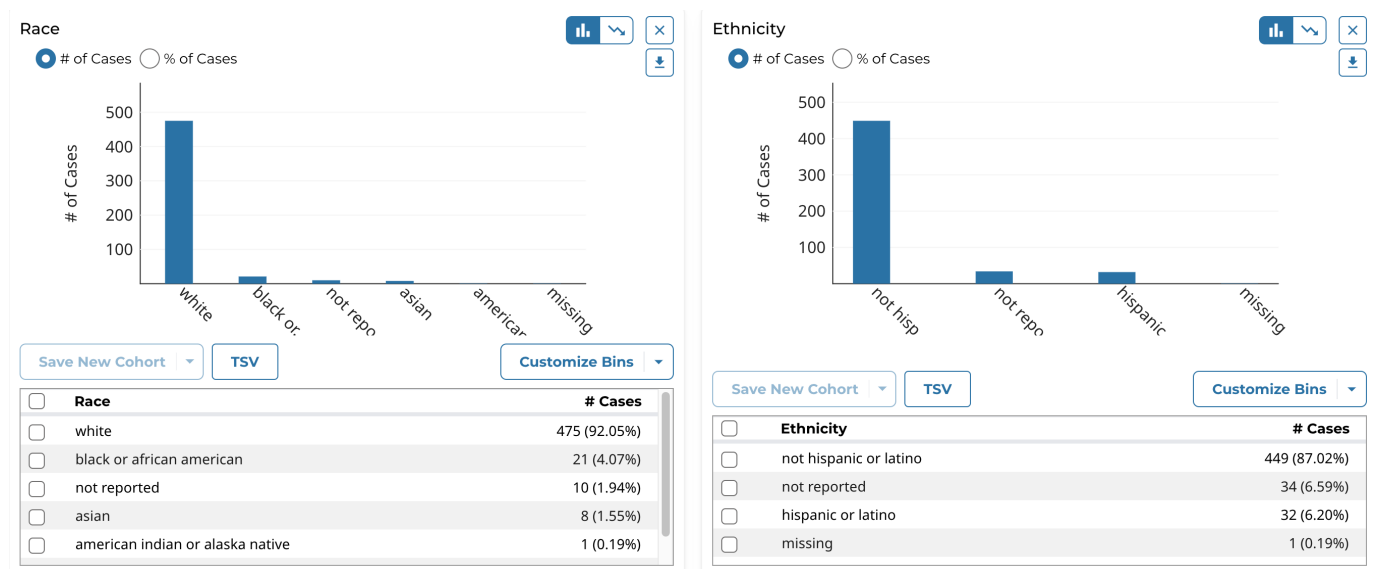 Race
# of Cases % of Cases
# of Cases
500
400
300
200
100
white
black or.
not repo
asian
american
missing
Save New Cohort
TSV
Customize Bins
Race # Cases
white 475 (92.05%)
black or african american 21 (4.07%)
not reported 10 (1.94%)
asian 8 (1.55%)
american indian or alaska native 1 (0.19%)
Ethnicity
# of Cases % of Cases
# of Cases
500
400
300
200
100
not hisp
not repo
hispanic
missing
Save New Cohort
TSV
Customize Bins
Ethnicity # Cases
not hispanic or latino 449 (87.02%)
not reported 34 (6.59%)
hispanic or latino 32 (6.20%)
missing 1 (0.19%)